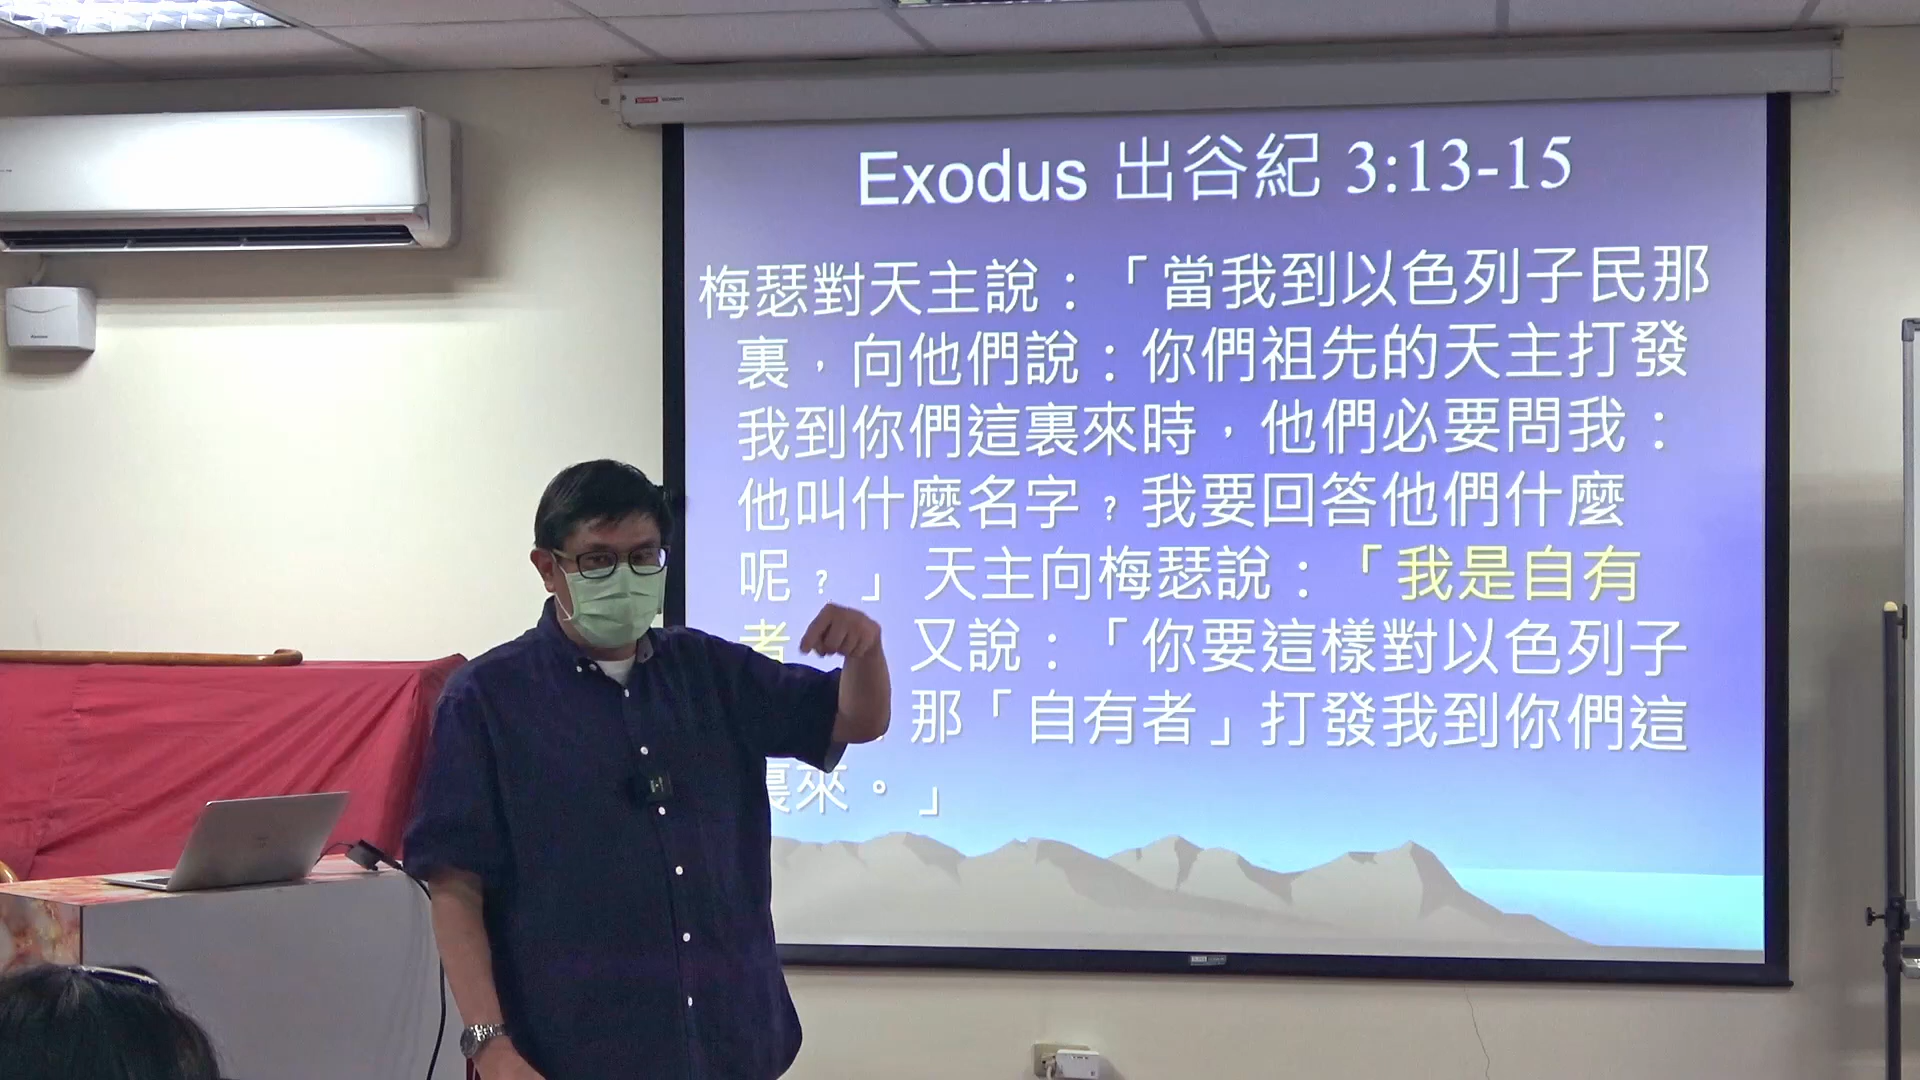 Exodus 出谷紀 3:13-15
梅瑟對天主說：「當我到以色列子民那
裏，向他們說：你們祖先的天主打發
我到你們這裏來時，他們必要問我：
他叫什麼名字﹖我要回答他們什麼
呢﹖」天主向梅瑟說：「我是自有
者 又說：「你要這樣對以色列子
那「自有者」打發我到你們這
裏來。」